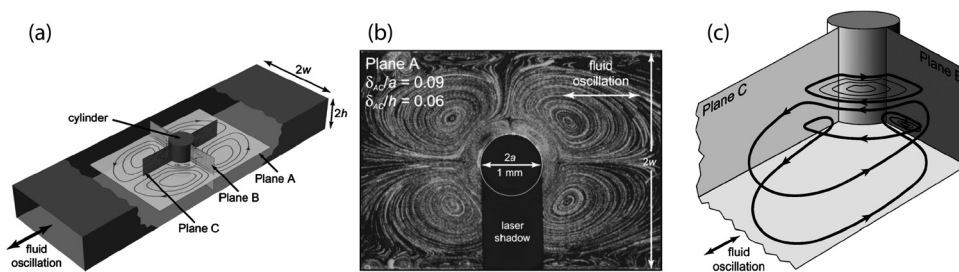 (a)
2w
2h
cylinder
Plane A
Plane B
Plane C
fluid
oscillation
(b)
Plane A
δAC/a = 0.09
δAC/h = 0.06
fluid
oscillation
2a
1 mm
2w
laser
shadow
(c)
Plane C
Plane B
fluid
oscillation